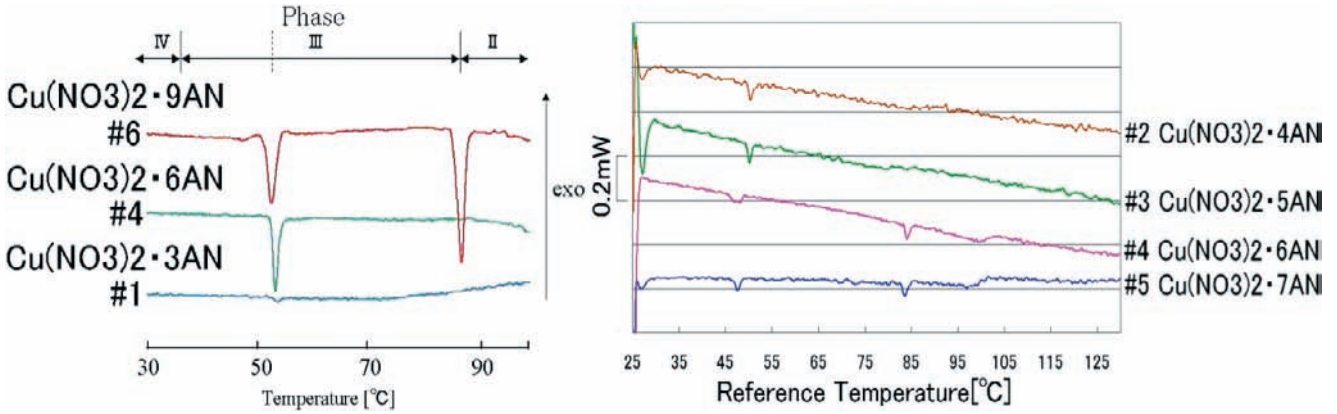 Phase
IV III II
Cu(NO3)2・9AN
#6
Cu(NO3)2・6AN
#4
Cu(NO3)2・3AN
#1
exo
30 50 70 90
Temperature [℃]
0.2mW
#2 Cu(NO3)2・4AN
#3 Cu(NO3)2・5AN
#4 Cu(NO3)2・6AN
#5 Cu(NO3)2・7AN
25 35 45 55 65 75 85 95 105 115 125
Reference Temperature[℃]